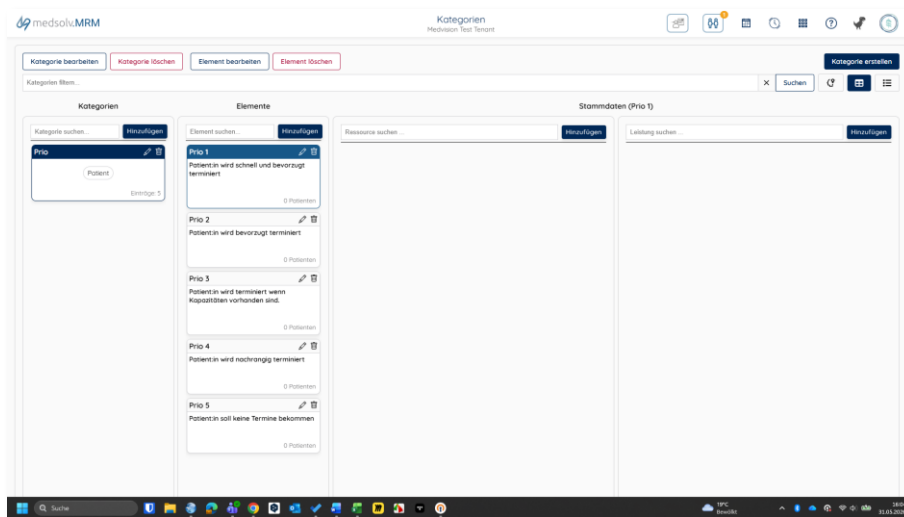 medsolv.MRM
Kategorien
Medvision Test Tenant
Kategorie bearbeiten
Kategorie löschen
Element bearbeiten
Element löschen
Kategorie erstellen
Kategorien filtern...
Suchen
Kategorien
Elemente
Stammdaten (Prio 1)
Kategorie suchen...
Hinzufügen
Prio
Patient
Einträge: 5
Element suchen...
Hinzufügen
Prio 1
Patient:in wird schnell und bevorzugt
terminiert
0 Patienten
Prio 2
Patient:in wird bevorzugt terminiert
0 Patienten
Prio 3
Patient:in wird terminiert wenn
Kapazitäten vorhanden sind.
0 Patienten
Prio 4
Patient:in wird nachrangig terminiert
0 Patienten
Prio 5
Patient:in soll keine Termine bekommen
0 Patienten
Ressource suchen...
Hinzufügen
Leistung suchen...
Hinzufügen
Suche
19°C
Bewölkt